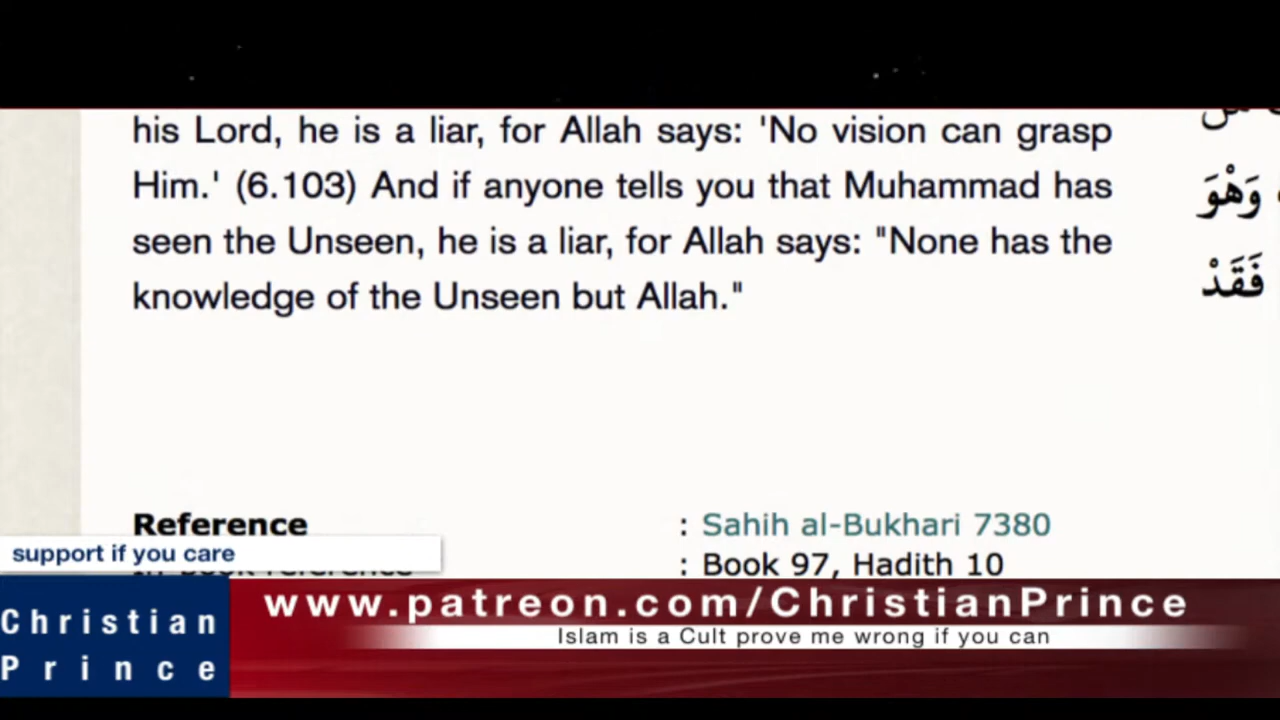 his Lord, he is a liar, for Allah says: 'No vision can grasp
Him.' (6.103) And if anyone tells you that Muhammad has
seen the Unseen, he is a liar, for Allah says: "None has the
knowledge of the Unseen but Allah."
وَهْوَ
فَقَدْ
Reference : Sahih al-Bukhari 7380
In-book reference : Book 97, Hadith 10
support if you care
Christian
Prince
www.patreon.com/ChristianPrince
Islam is a Cult prove me wrong if you can